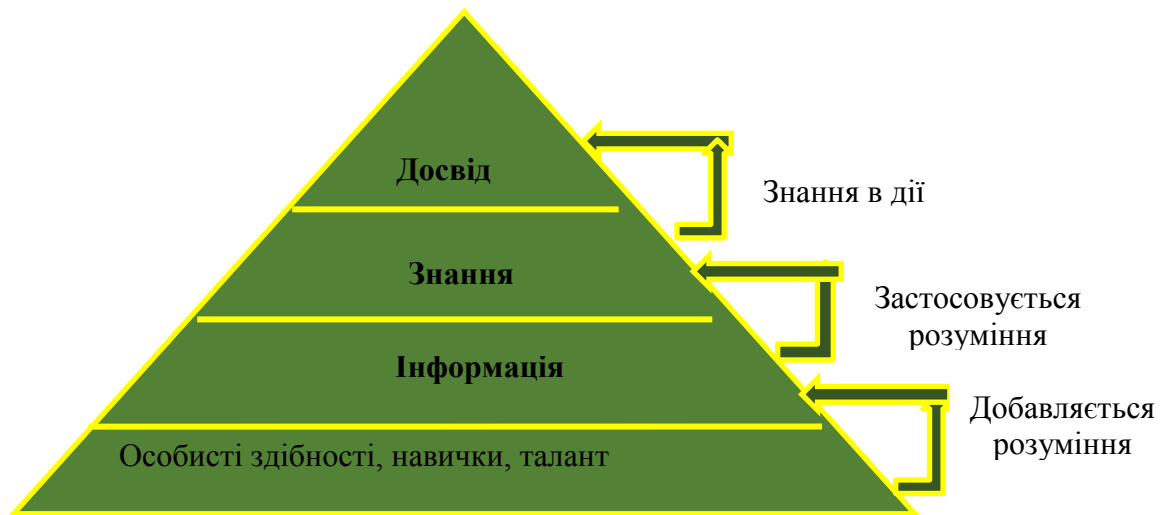 Досвід
Знання в дії
Знання
Застосовується
розуміння
Інформація
Добавляється
розуміння
Особисті здібності, навички, талант